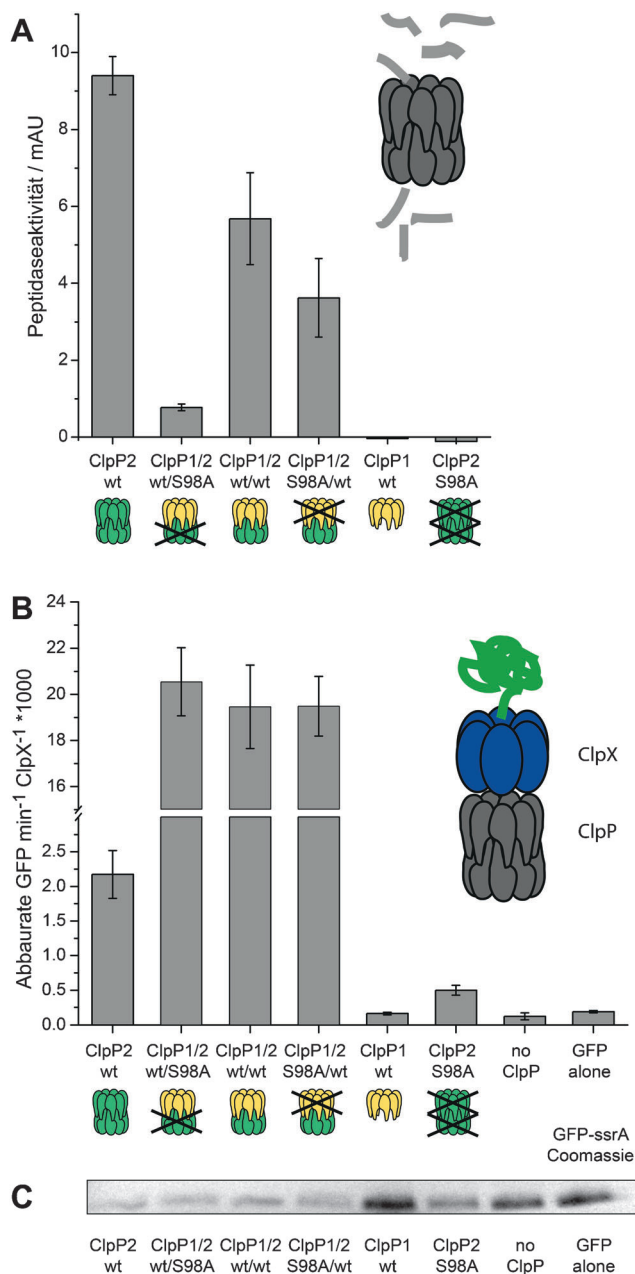 A
10
8
6
4
2
0
Peptidaseaktivität / mAU
ClpP2 ClpP1/2 ClpP1/2 ClpP1/2 ClpP1 ClpP2
wt wt/S98A wt/wt S98A/wt wt S98A
B
24
22
20
18
16
2.5
2.0
1.5
1.0
0.5
0.0
Abbaurate GFP min⁻¹ ClpX⁻¹ *1000
ClpX
ClpP
ClpP2 ClpP1/2 ClpP1/2 ClpP1/2 ClpP1 ClpP2 no GFP
wt wt/S98A wt/wt S98A/wt wt S98A ClpP alone
GFP-ssrA
Coomassie
C
ClpP2 ClpP1/2 ClpP1/2 ClpP1/2 ClpP1 ClpP2 no GFP
wt wt/S98A wt/wt S98A/wt wt S98A ClpP alone